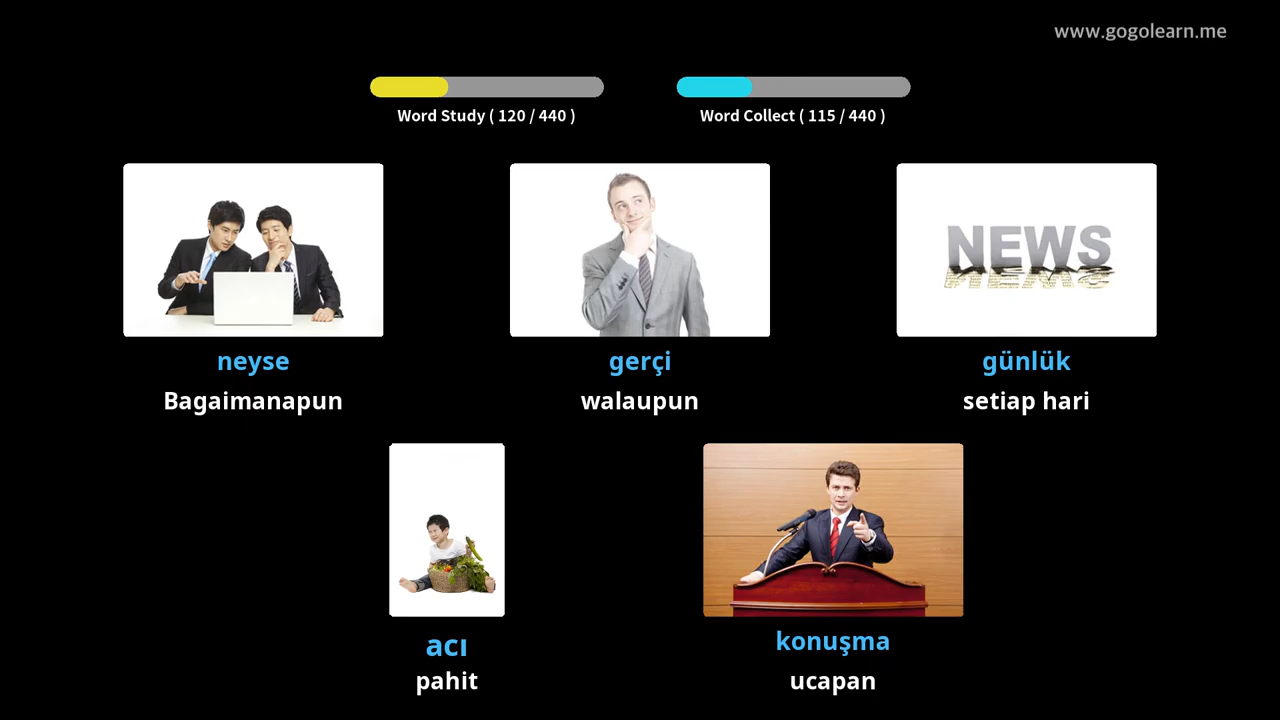 www.gogolearn.me
Word Study ( 120 / 440 )
Word Collect ( 115 / 440 )
NEWS
neyse
gerçi
günlük
Bagaimanapun
walaupun
setiap hari
acı
konuşma
pahit
ucapan